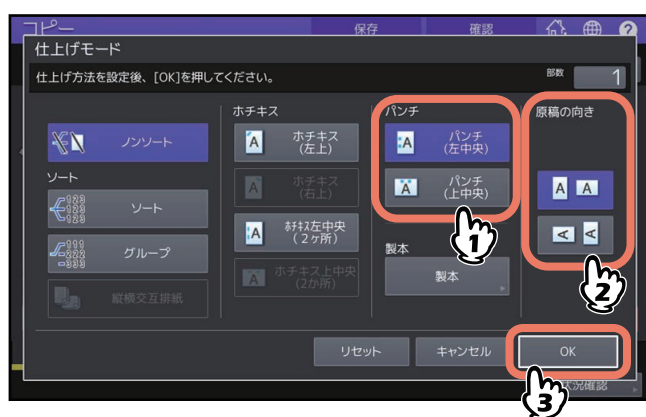 コピー
保存
確認
?
仕上げモード
仕上げ方法を設定後、[OK]を押してください。
部数
1
ノンソート
ソート
ソート
グループ
縦横交互排紙
ホチキス
ホチキス
(左上)
ホチキス
(右上)
ホチキス左中央
(2ヶ所)
ホチキス上中央
(2か所)
パンチ
パンチ
(左中央)
パンチ
(上中央)
1
製本
製本
原稿の向き
A A
A A
2
リセット
キャンセル
OK
3
状況確認